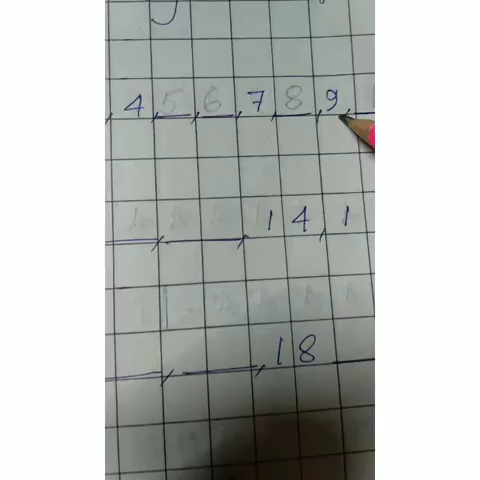 , 4, 5, 6, 7, 8, 9,
, , 14, 1
, , 18